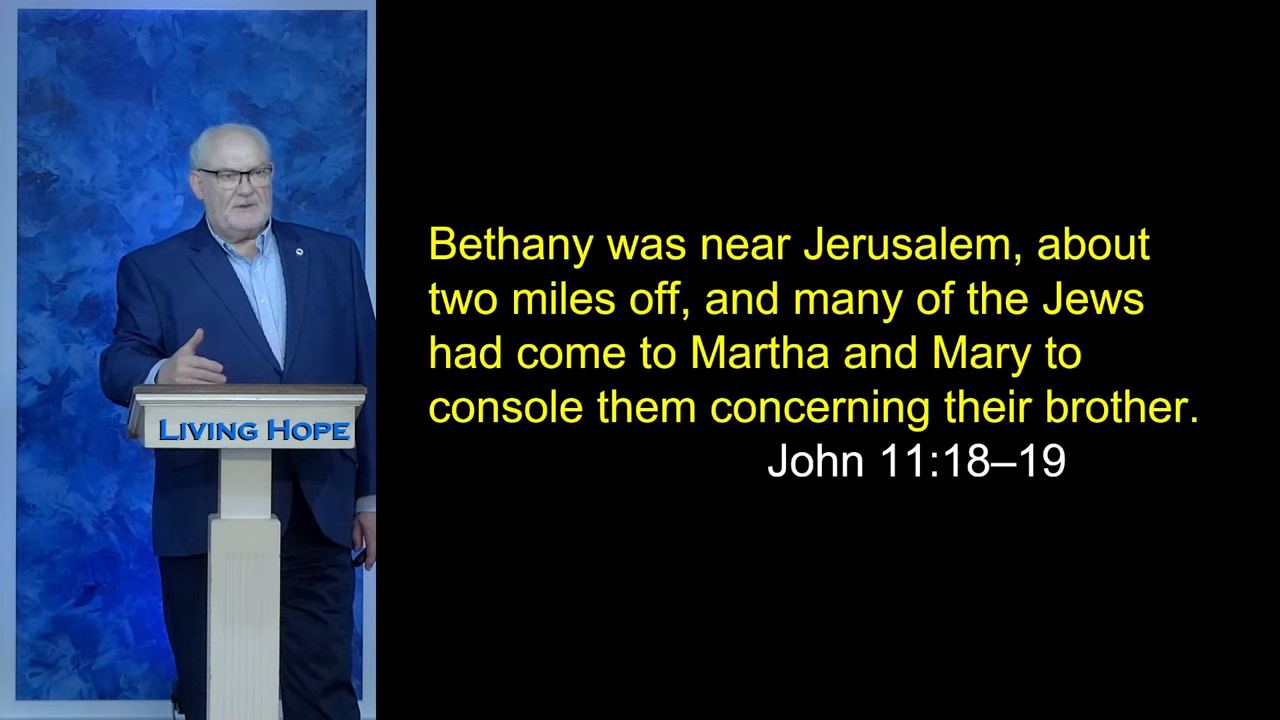 LIVING HOPE
Bethany was near Jerusalem, about
two miles off, and many of the Jews
had come to Martha and Mary to
console them concerning their brother.
John 11:18–19